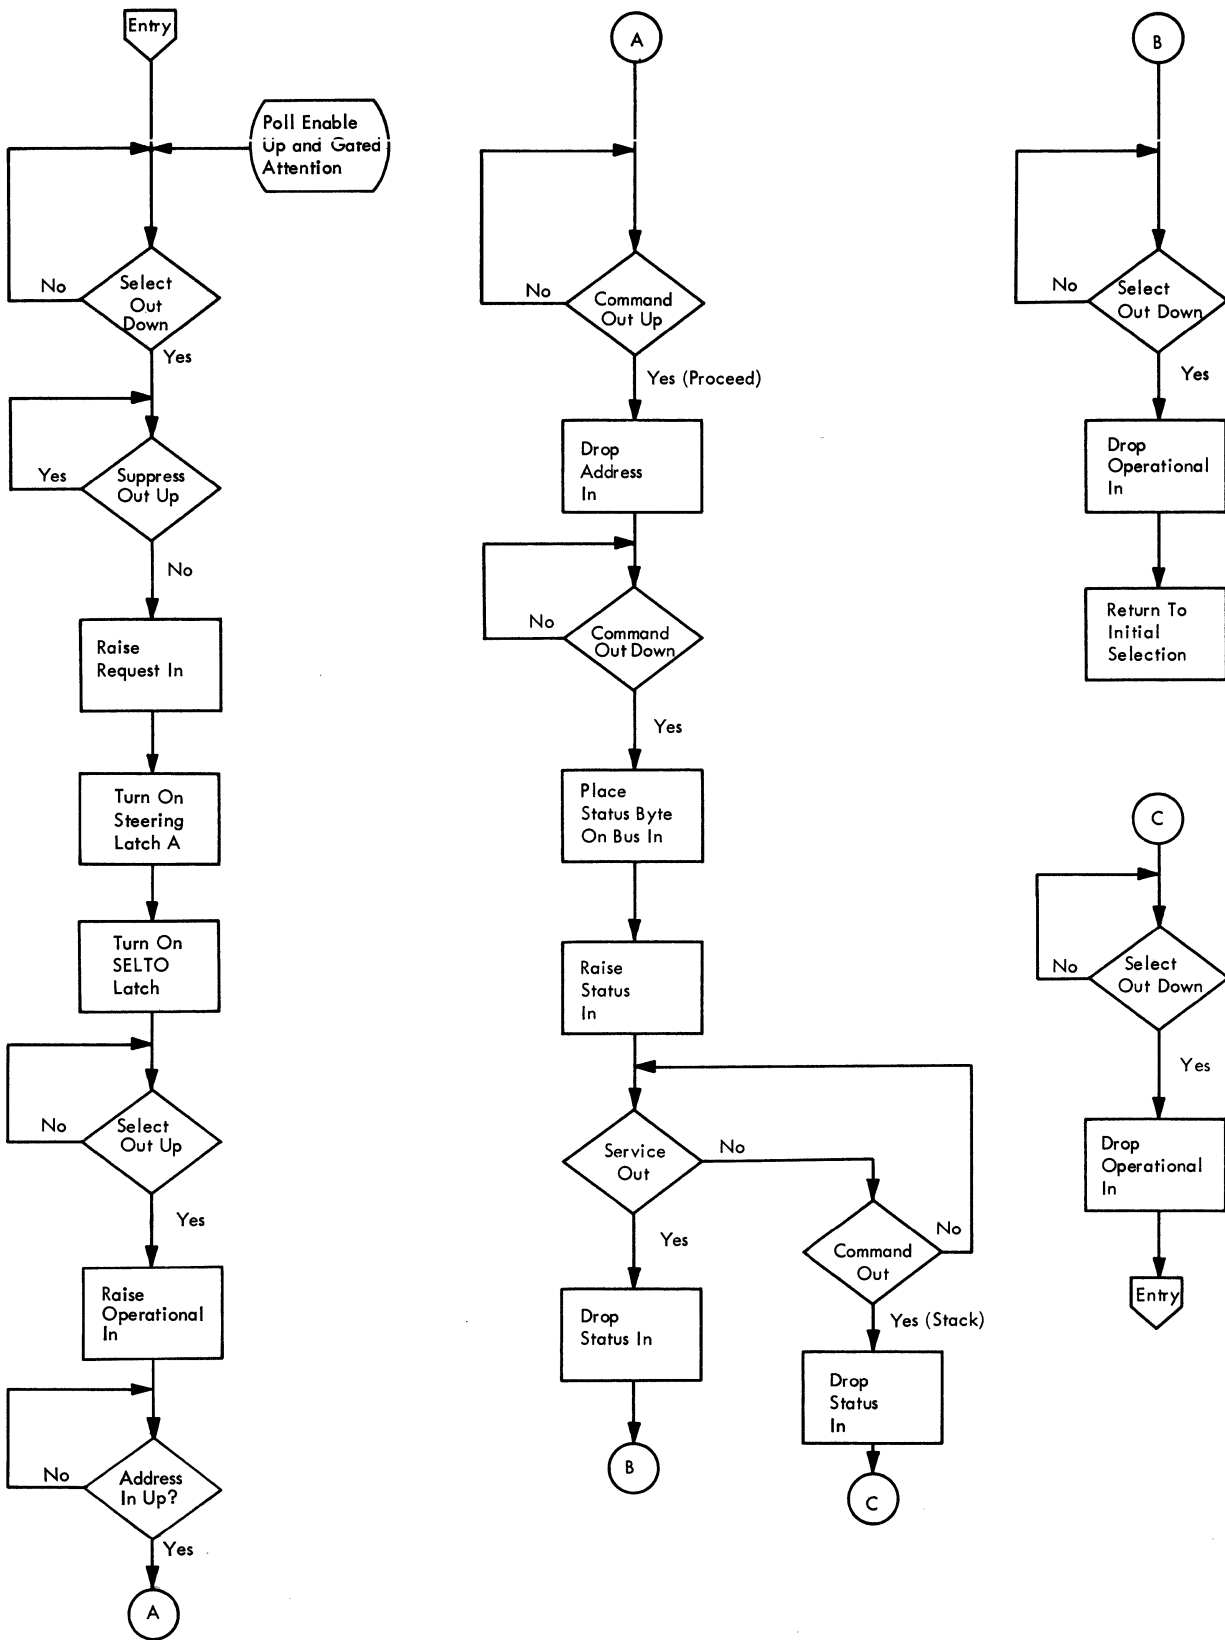 Entry
Poll Enable
Up and Gated
Attention
No
Select
Out
Down
Yes
Yes
Suppress
Out Up
No
Raise
Request In
Turn On
Steering
Latch A
Turn On
SELTO
Latch
No
Select
Out Up
Yes
Raise
Operational
In
No
Address
In Up?
Yes
A
A
No
Command
Out Up
Yes (Proceed)
Drop
Address
In
No
Command
Out Down
Yes
Place
Status Byte
On Bus In
Raise
Status
In
Service
Out
No
Yes
Command
Out
No
Drop
Status In
Yes (Stack)
Drop
Status
In
B
C
B
No
Select
Out Down
Yes
Drop
Operational
In
Return To
Initial
Selection
C
No
Select
Out Down
Yes
Drop
Operational
In
Entry